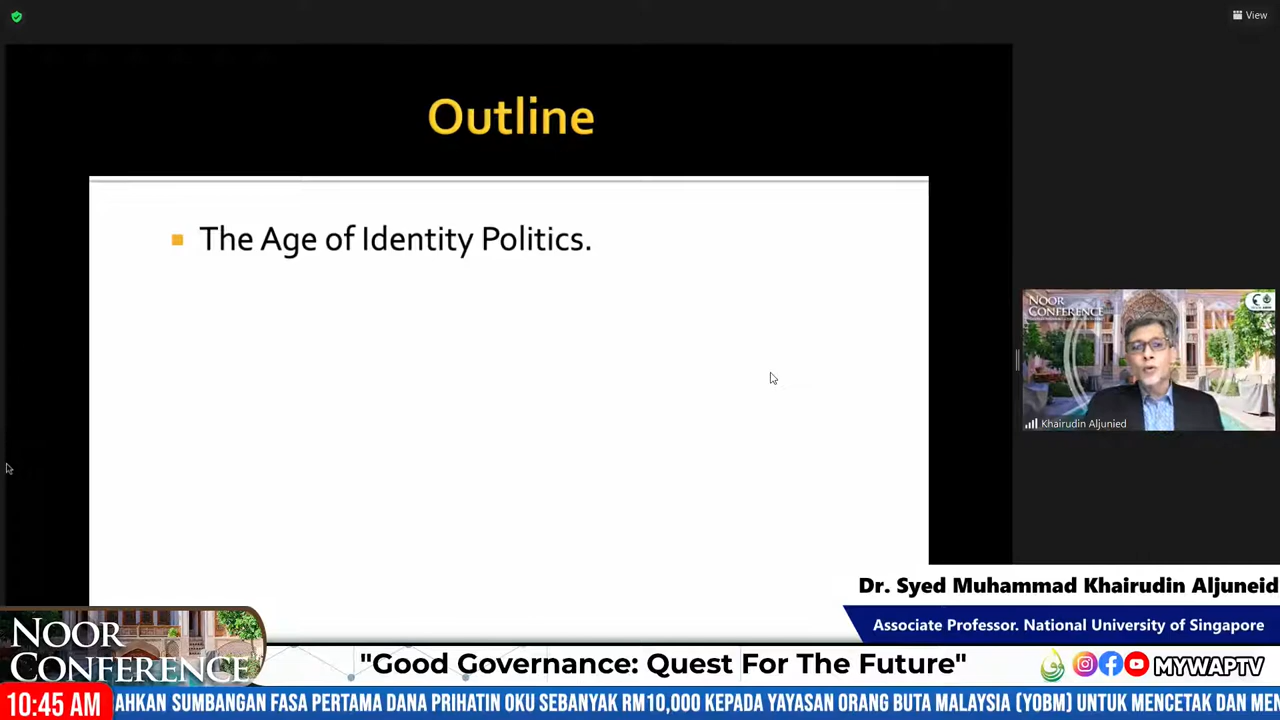 View
Outline
The Age of Identity Politics.
NOOR
CONFERENCE
Khairudin Aljunied
Dr. Syed Muhammad Khairudin Aljuneid
Associate Professor. National University of Singapore
NOOR
CONFERENCE
"Good Governance: Quest For The Future"
MYWAPTV
10:45 AM
AHKAN SUMBANGAN FASA PERTAMA DANA PRIHATIN OKU SEBANYAK RM10,000 KEPADA YAYASAN ORANG BUTA MALAYSIA (YOBM) UNTUK MENCETAK DAN MEN